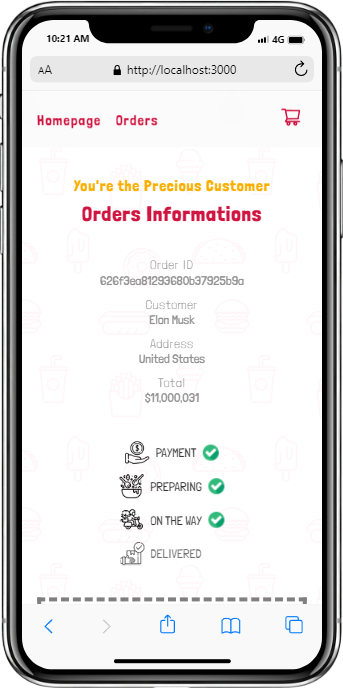 10:21 AM 4G
AA http://localhost:3000
Homepage Orders
You're the Precious Customer
Orders Informations
Order ID
626f3ea81293680b37925b9a
Customer
Elon Musk
Address
United States
Total
$11,000,031
PAYMENT
PREPARING
ON THE WAY
DELIVERED